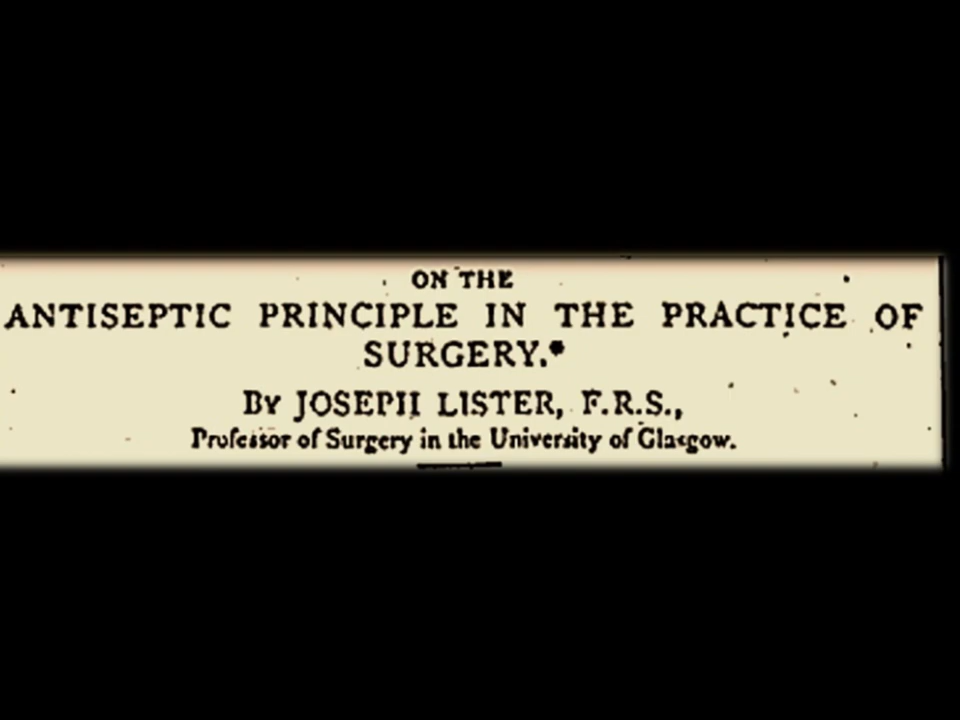 ON THE
ANTISEPTIC PRINCIPLE IN THE PRACTICE OF
SURGERY.*
By JOSEPH LISTER, F.R.S.,
Professor of Surgery in the University of Glasgow.